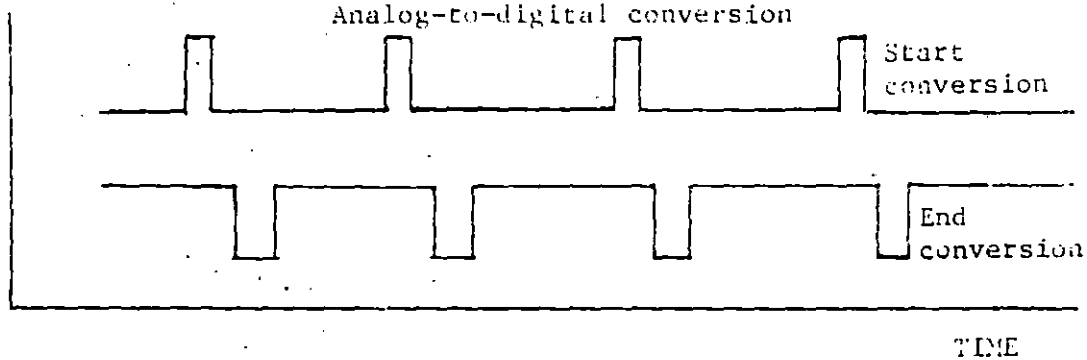 Analog-to-digital conversion
Start
conversion
End
conversion
TIME